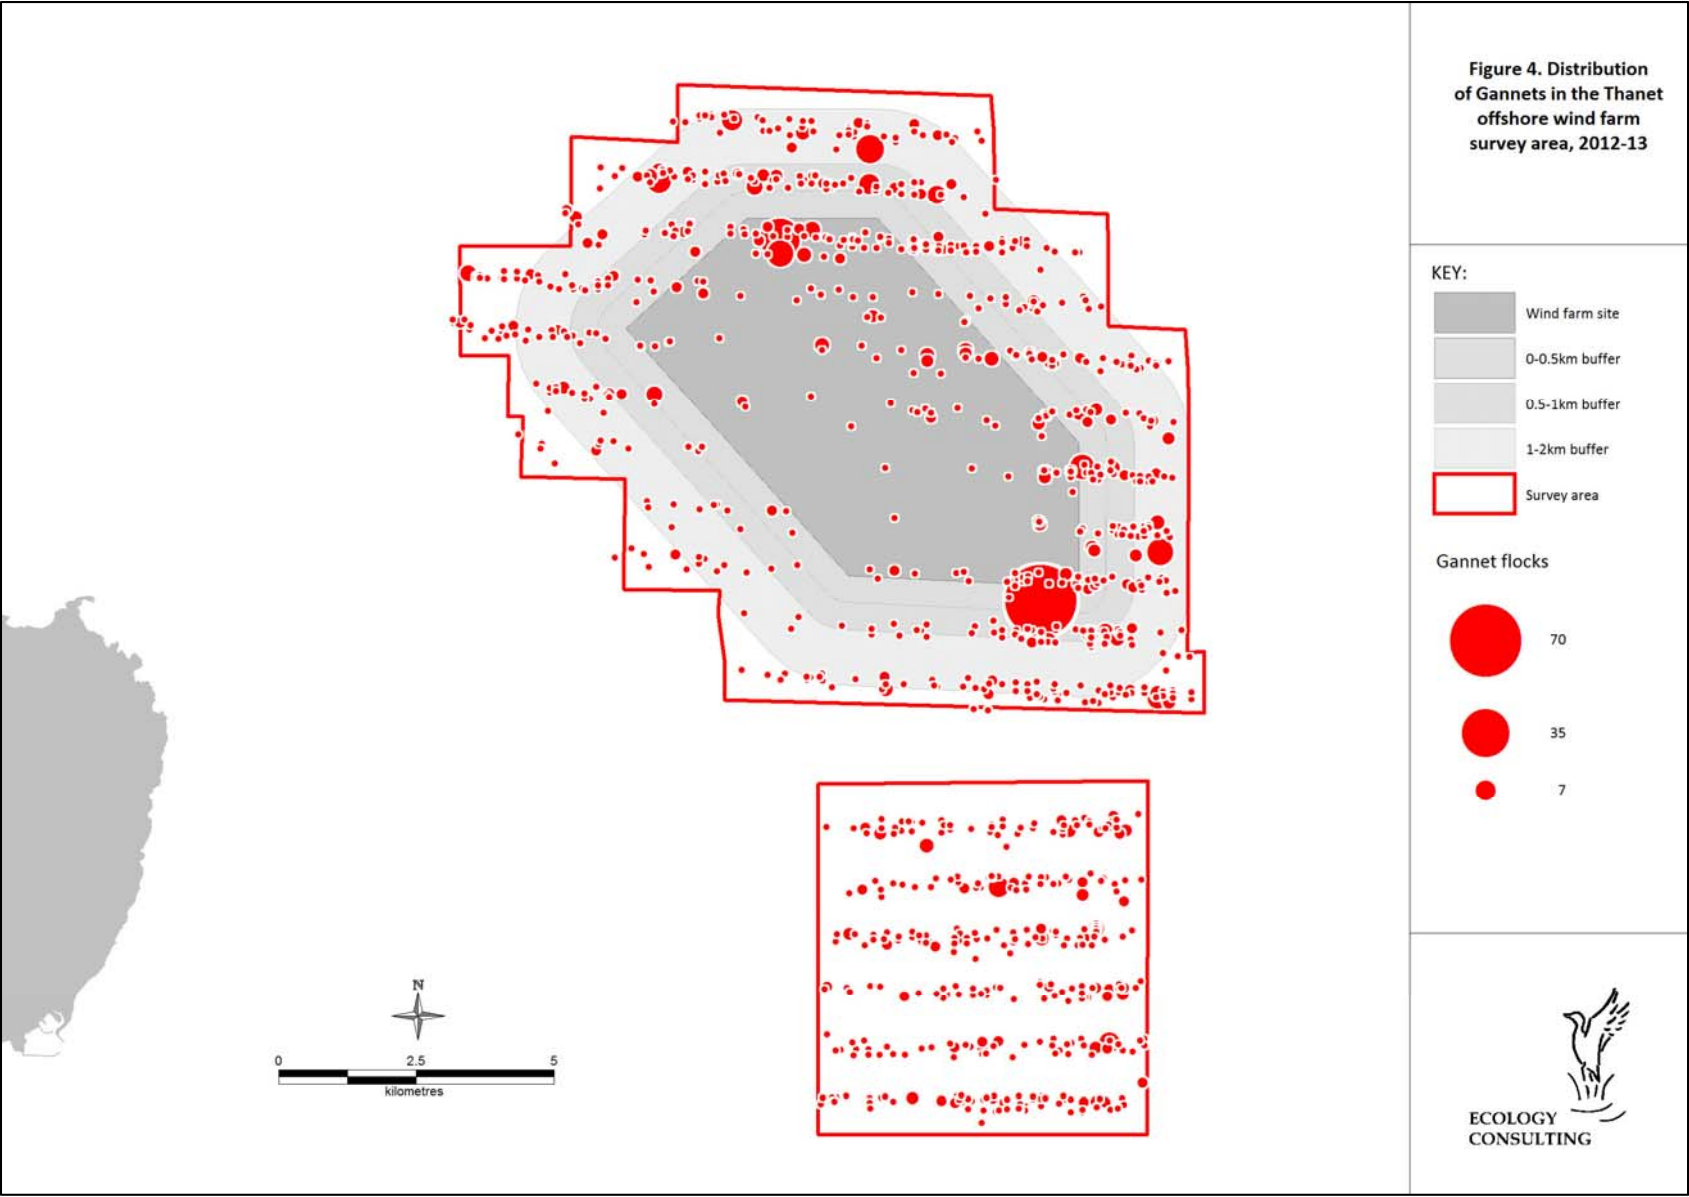 Figure 4. Distribution
of Gannets in the Thanet
offshore wind farm
survey area, 2012-13
KEY:
Wind farm site
0-0.5km buffer
0.5-1km buffer
1-2km buffer
Survey area
Gannet flocks
70
35
7
N
0 2.5 5
kilometres
ECOLOGY
CONSULTING